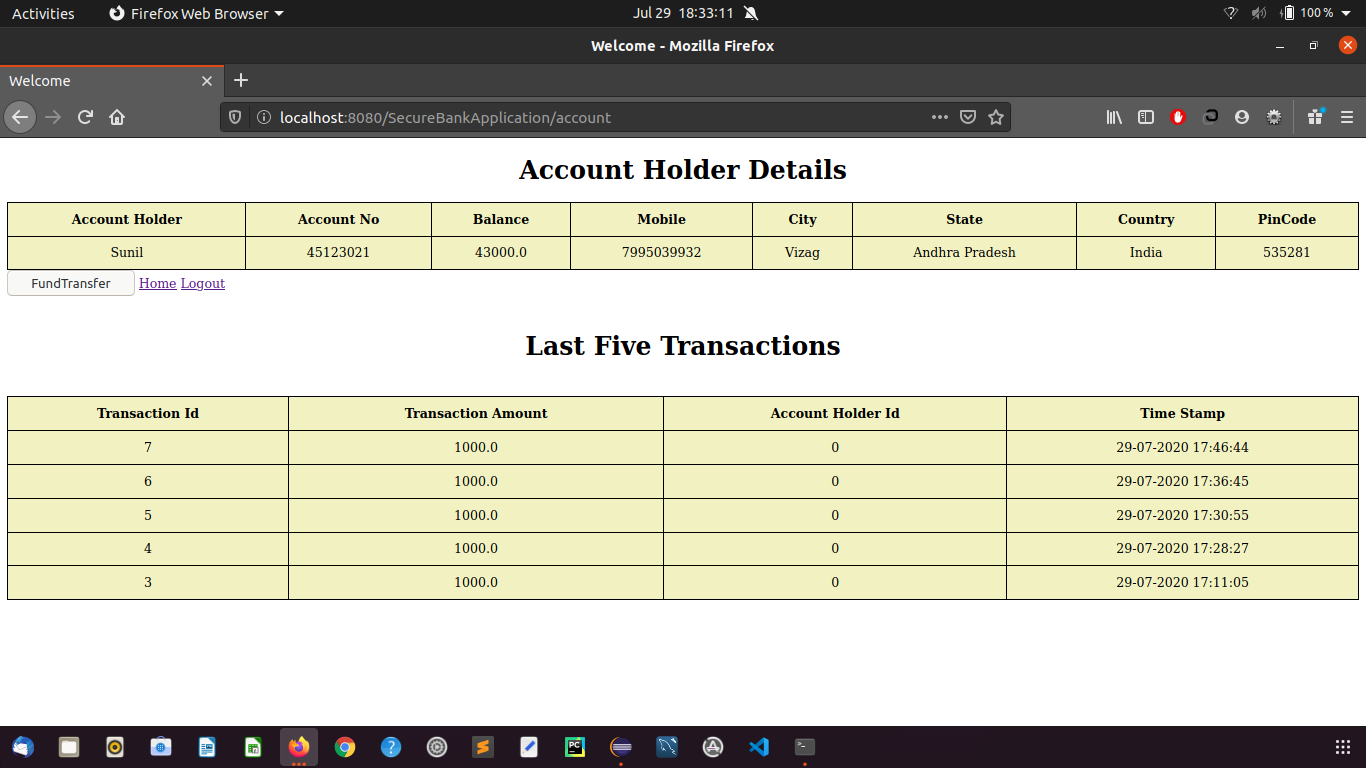 Activities Firefox Web Browser Jul 29 18:33:11 100 %
Welcome - Mozilla Firefox
Welcome
localhost:8080/SecureBankApplication/account
Account Holder Details
Account Holder Account No Balance Mobile City State Country PinCode
Sunil 45123021 43000.0 7995039932 Vizag Andhra Pradesh India 535281
FundTransfer Home Logout
Last Five Transactions
Transaction Id Transaction Amount Account Holder Id Time Stamp
7 1000.0 0 29-07-2020 17:46:44
6 1000.0 0 29-07-2020 17:36:45
5 1000.0 0 29-07-2020 17:30:55
4 1000.0 0 29-07-2020 17:28:27
3 1000.0 0 29-07-2020 17:11:05
PC